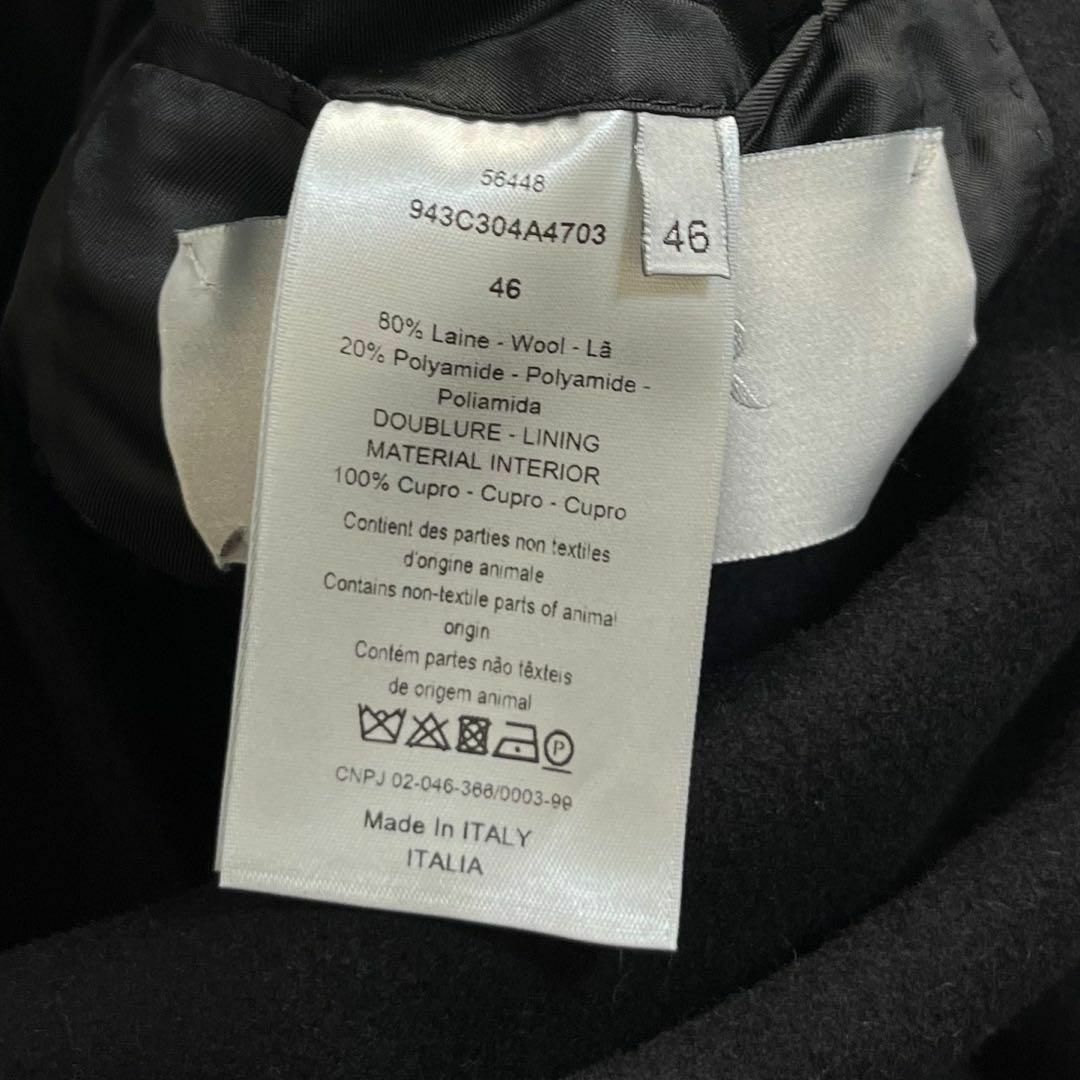 56448
943C304A4703
46
46
80% Laine - Wool - Lã
20% Polyamide - Polyamide -
Poliamida
DOUBLURE - LINING
MATERIAL INTERIOR
100% Cupro - Cupro - Cupro
Contient des parties non textiles
d'origine animale
Contains non-textile parts of animal
origin
Contém partes não têxteis
de origem animal
P
CNPJ 02-046-366/0003-99
Made In ITALY
ITALIA